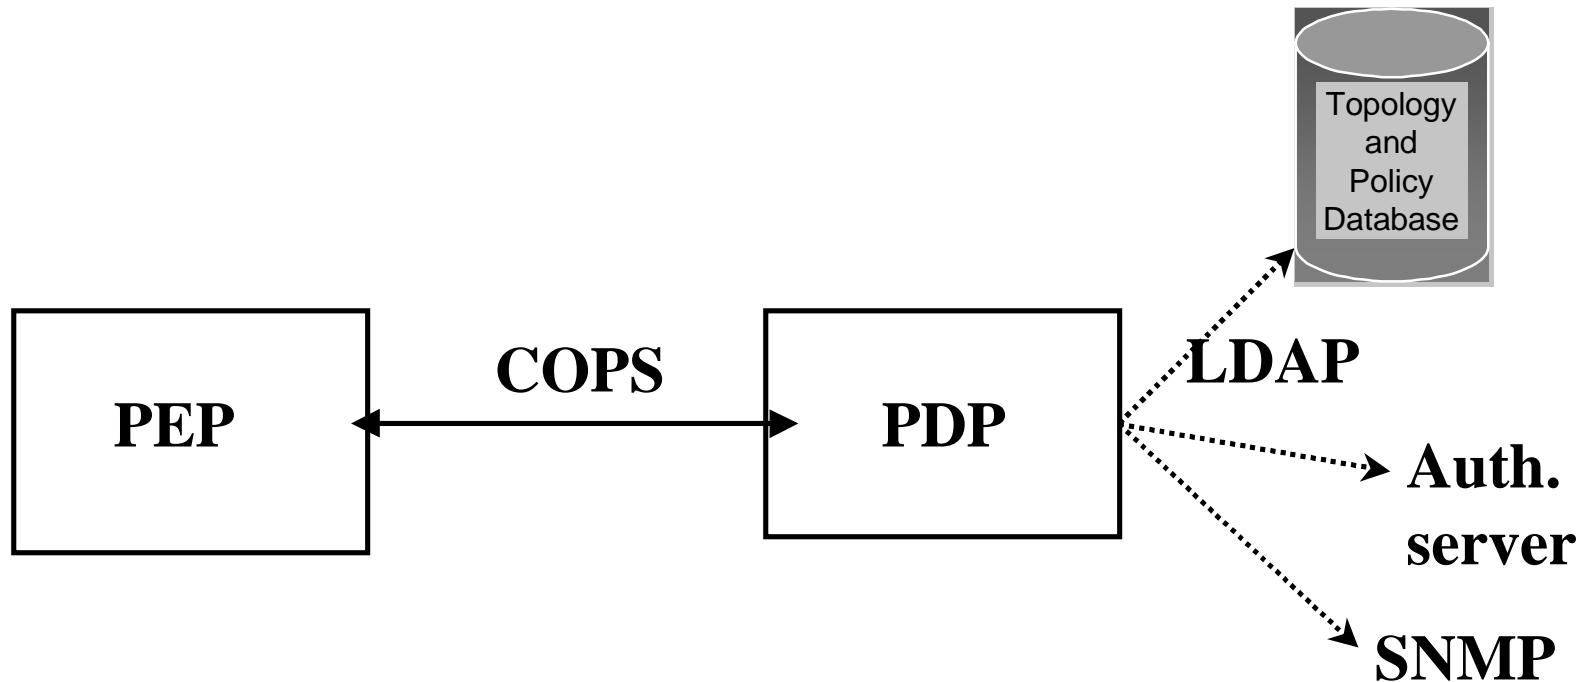 Topology
and
Policy
Database
COPS
LDAP
PEP
PDP
Auth.
server
SNMP